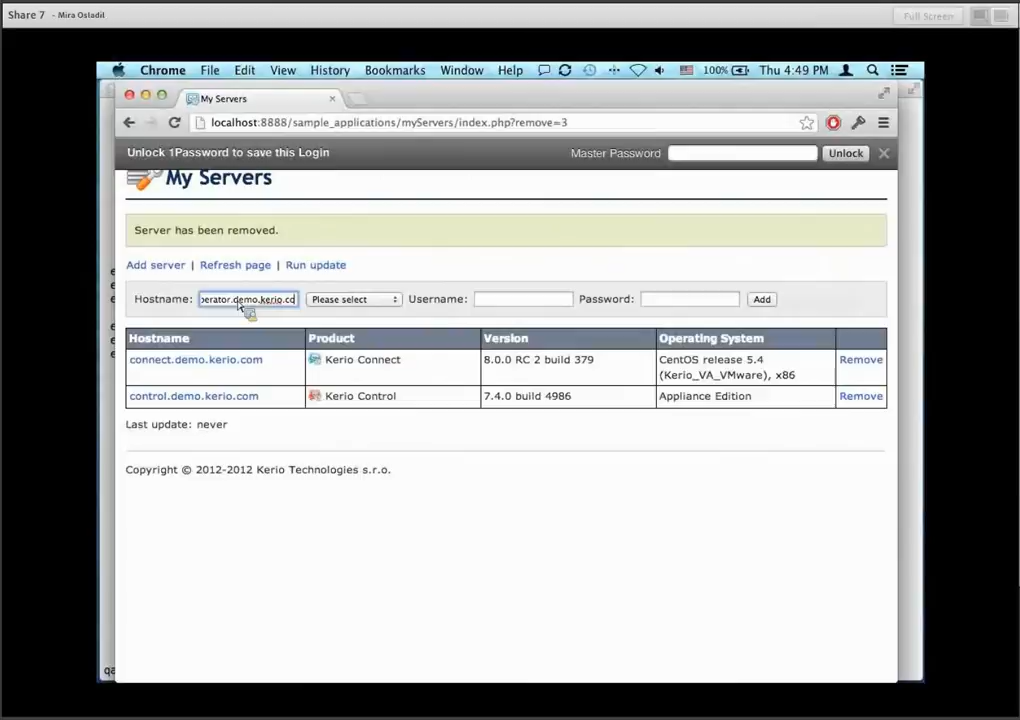 Share 7 - Mira Ostadil
Full Screen
Chrome File Edit View History Bookmarks Window Help 100% Thu 4:49 PM
My Servers
localhost:8888/sample_applications/myServers/index.php?remove=3
Unlock 1Password to save this Login Master Password Unlock
My Servers
Server has been removed.
Add server | Refresh page | Run update
Hostname: perator.demo.kerio.co Please select Username: Password: Add
Hostname Product Version Operating System
connect.demo.kerio.com Kerio Connect 8.0.0 RC 2 build 379 CentOS release 5.4 Remove
(Kerio_VA_VMware), x86
control.demo.kerio.com Kerio Control 7.4.0 build 4986 Appliance Edition Remove
Last update: never
Copyright © 2012-2012 Kerio Technologies s.r.o.